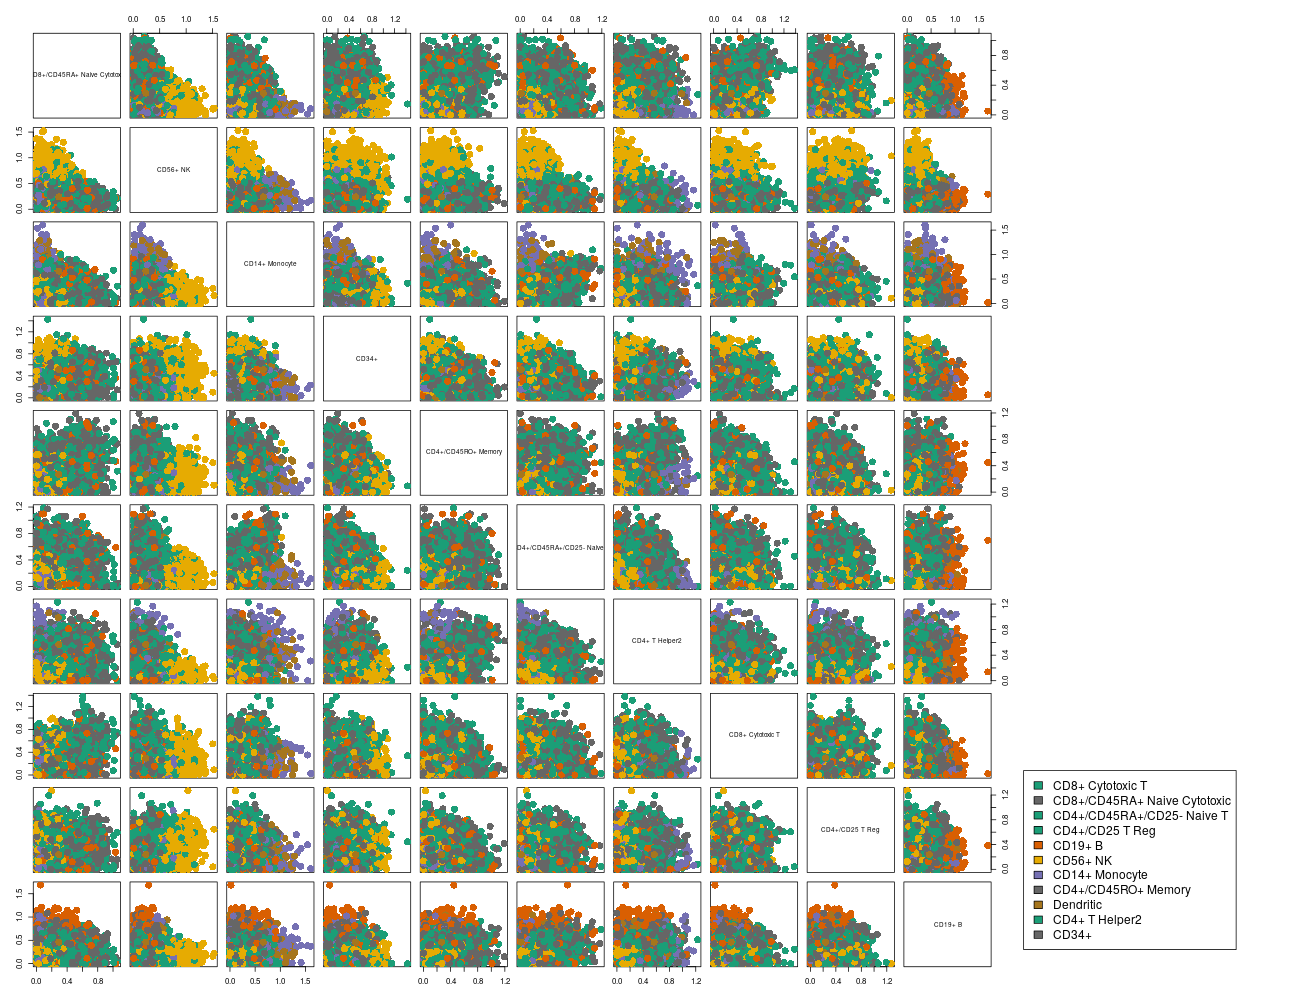 0.0 1.0 1.5
0.0 0.4 0.8 1.2
0.0 0.4 0.8 1.2
0.0 0.4 1.2
0.0 0.5 1.0 1.5
D8+/CD45RA+ Naive Cytotox
0.0 0.4 0.8
0.0 0.5 1.0 1.5
CD56+ NK
CD14+ Monocyte
0.0 0.5 1.0 1.5
0.0 0.4 0.8 1.2
CD34+
CD4+/CD45RO+ Memory
0.0 0.4 0.8 1.2
0.0 0.4 0.8 1.2
D4+/CD45RA+/CD25- Naive
CD4+ T Helper2
0.0 0.4 0.8 1.2
0.0 0.4 0.8 1.2
CD8+ Cytotoxic T
CD4+/CD25 T Reg
0.0 0.4 0.8 1.2
0.0 0.5 1.0 1.5
CD19+ B
0.0 0.4 0.8
0.0 0.5 1.0 1.5
0.0 0.4 0.8 1.2
0.0 0.4 0.8 1.2
0.0 0.4 0.8 1.2
CD8+ Cytotoxic T
CD8+/CD45RA+ Naive Cytotoxic
CD4+/CD45RA+/CD25- Naive T
CD4+/CD25 T Reg
CD19+ B
CD56+ NK
CD14+ Monocyte
CD4+/CD45RO+ Memory
Dendritic
CD4+ T Helper2
CD34+